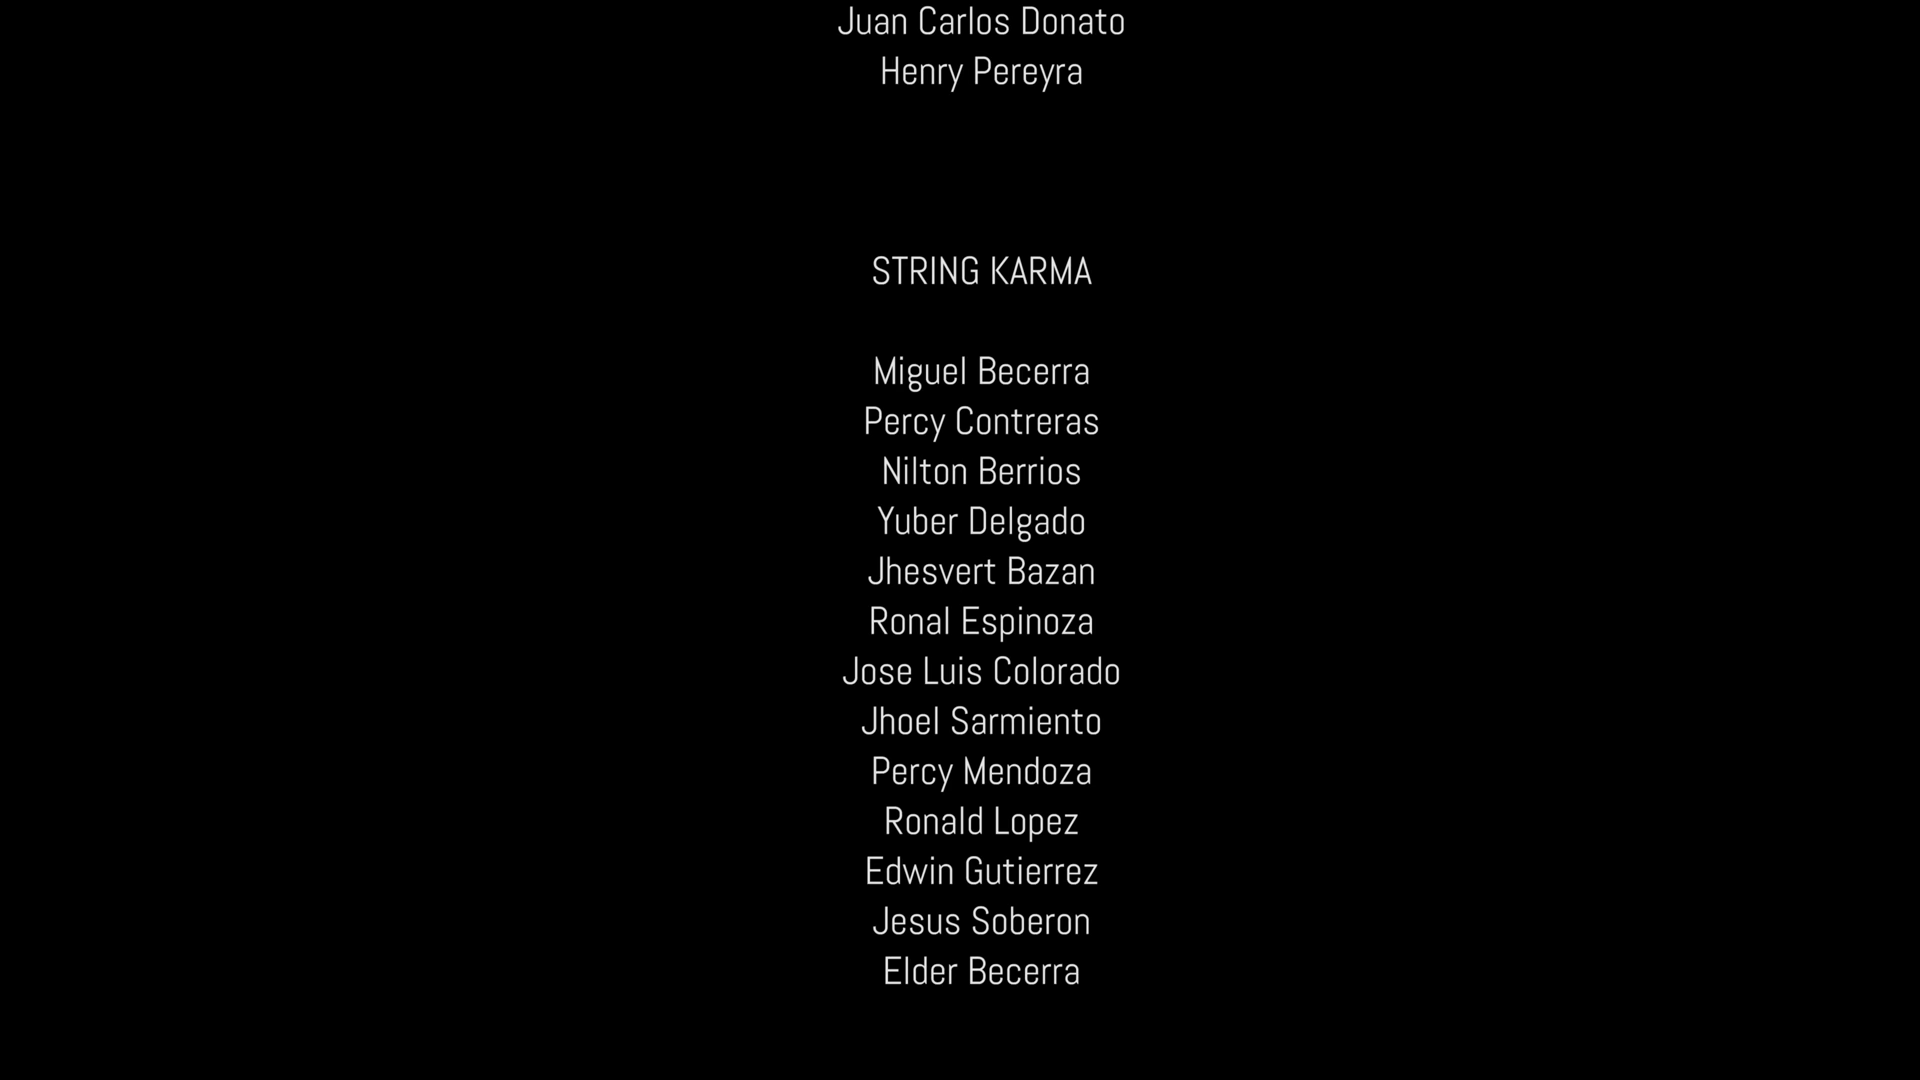 Juan Carlos Donato
Henry Pereyra
STRING KARMA
Miguel Becerra
Percy Contreras
Nilton Berrios
Yuber Delgado
Jhesvert Bazan
Ronal Espinoza
Jose Luis Colorado
Jhoel Sarmiento
Percy Mendoza
Ronald Lopez
Edwin Gutierrez
Jesus Soberon
Elder Becerra